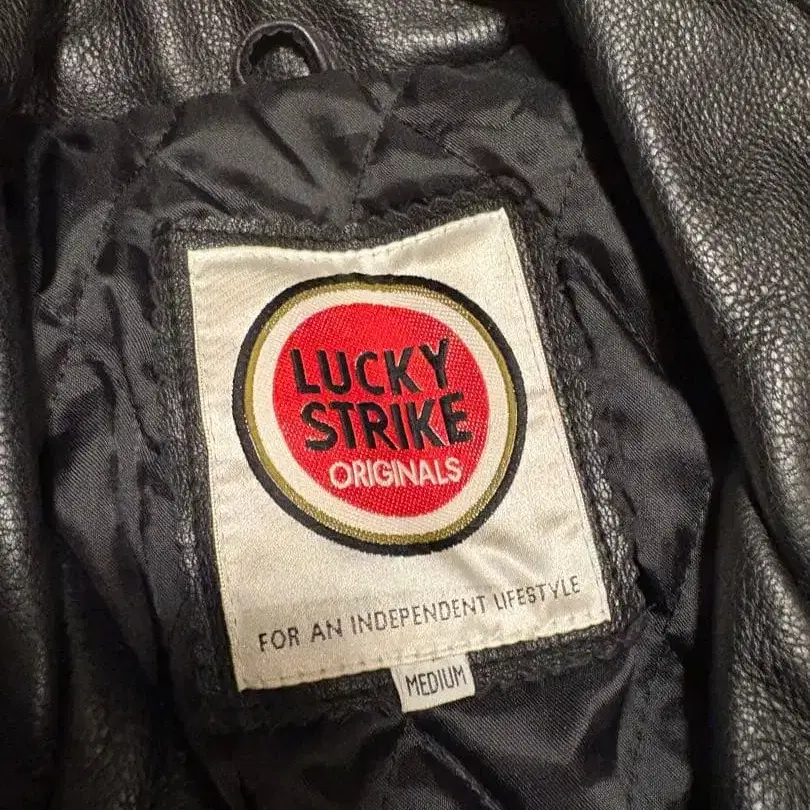 LUCKY
STRIKE
ORIGINALS
FOR AN INDEPENDENT LIFESTYLE
MEDIUM